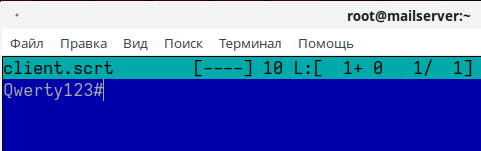 root@mailserver:~
Файл Правка Вид Поиск Терминал Помощь
client.scrt [----] 10 L:[ 1+ 0 1/ 1]
Qwerty123#